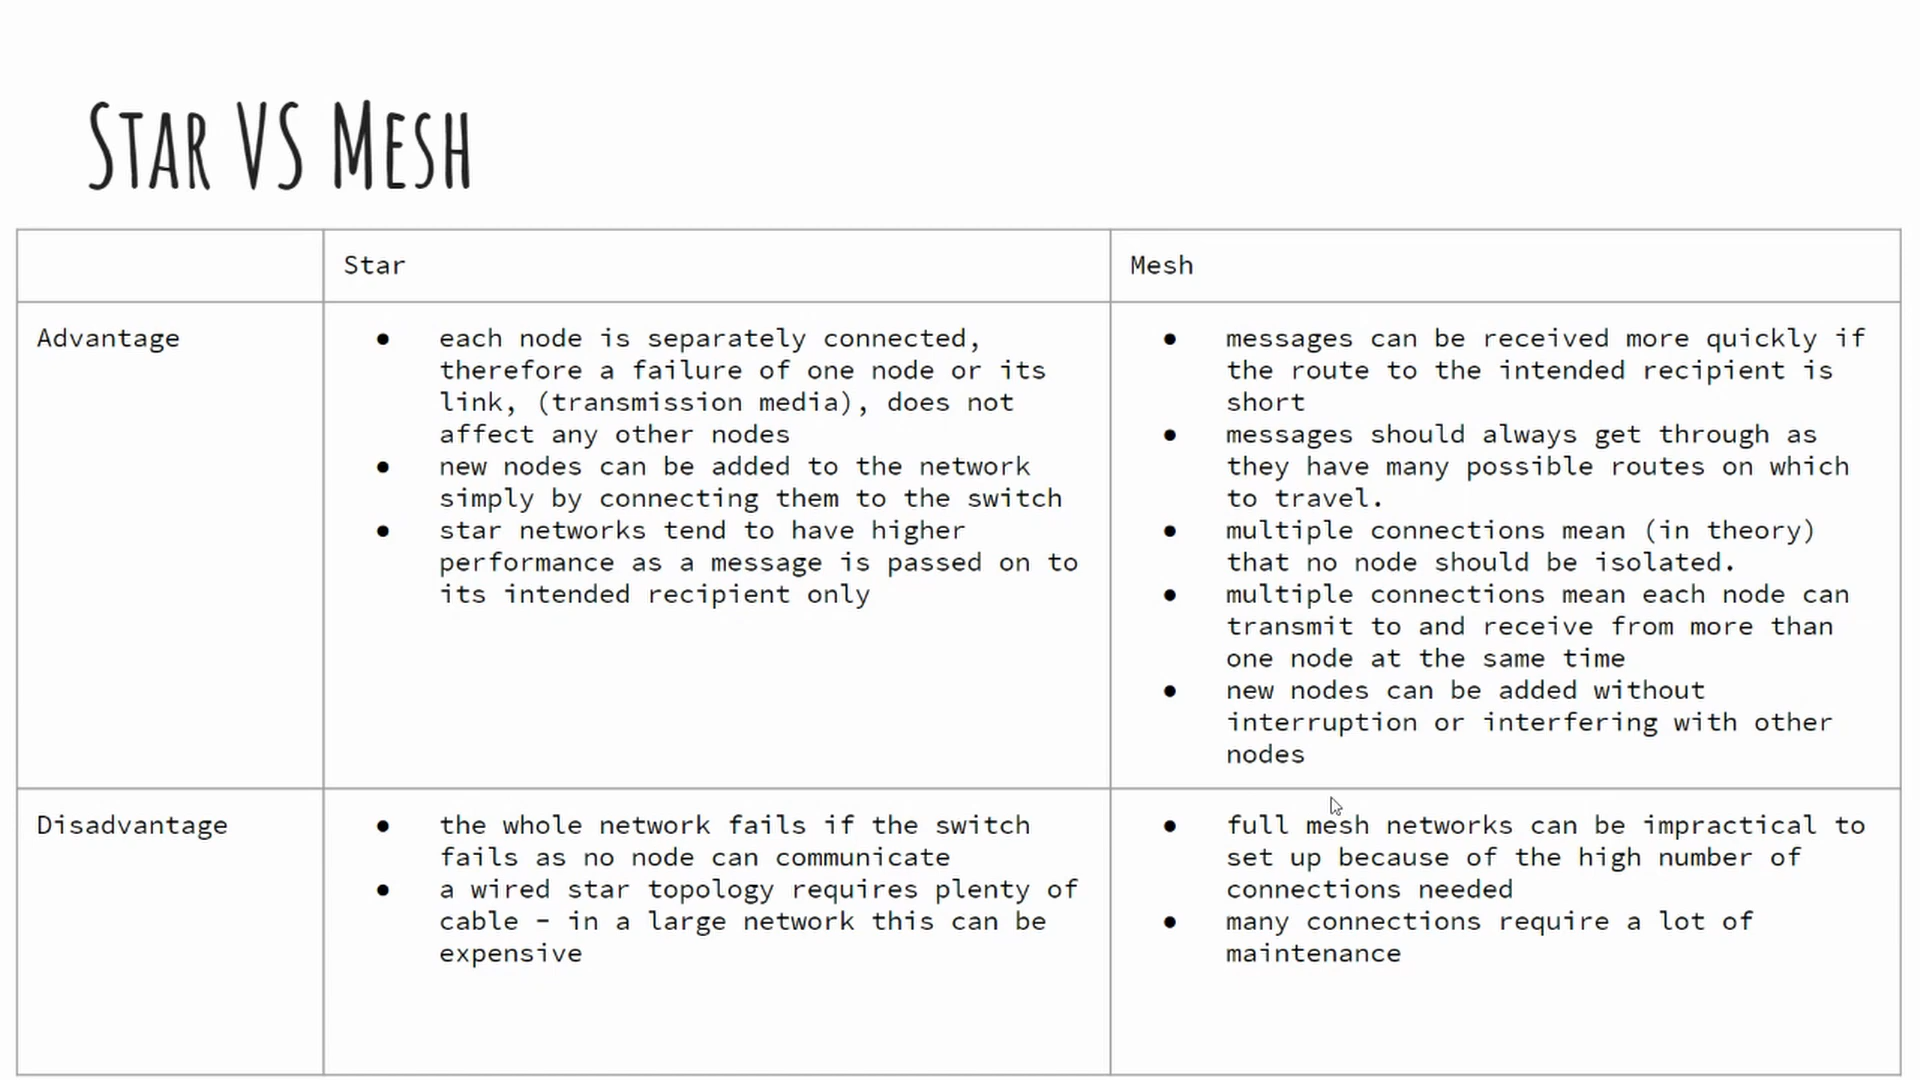 STAR VS MESH
Star
Mesh
Advantage
● each node is separately connected,
therefore a failure of one node or its
link, (transmission media), does not
affect any other nodes
● new nodes can be added to the network
simply by connecting them to the switch
● star networks tend to have higher
performance as a message is passed on to
its intended recipient only
● messages can be received more quickly if
the route to the intended recipient is
short
● messages should always get through as
they have many possible routes on which
to travel.
● multiple connections mean (in theory)
that no node should be isolated.
● multiple connections mean each node can
transmit to and receive from more than
one node at the same time
● new nodes can be added without
interruption or interfering with other
nodes
Disadvantage
● the whole network fails if the switch
fails as no node can communicate
● a wired star topology requires plenty of
cable – in a large network this can be
expensive
● full mesh networks can be impractical to
set up because of the high number of
connections needed
● many connections require a lot of
maintenance